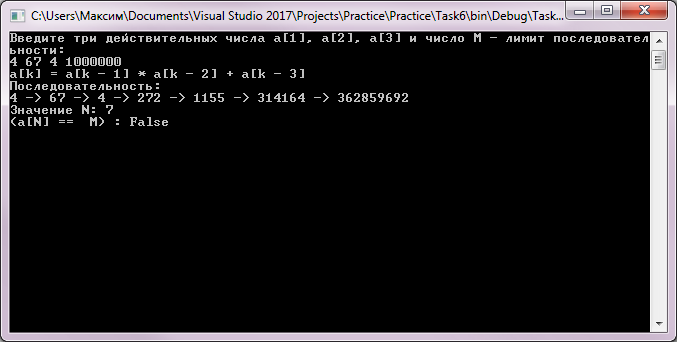 C:\Users\Максим\Documents\Visual Studio 2017\Projects\Practice\Practice\Task6\bin\Debug\Task...
Введите три действительных числа a[1], a[2], a[3] и число M - лимит последовател
ьности:
4 67 4 1000000
a[k] = a[k - 1] * a[k - 2] + a[k - 3]
Последовательность:
4 -> 67 -> 4 -> 272 -> 1155 -> 314164 -> 362859692
Значение N: 7
(a[N] ==  M) : False